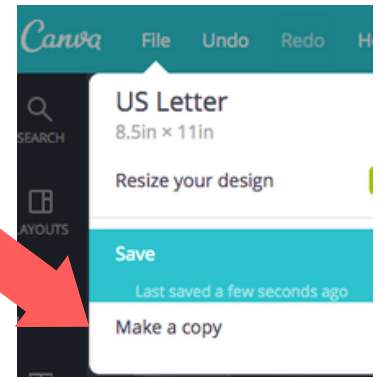 Canva File Undo Redo
US Letter
8.5in × 11in
SEARCH
Resize your design
Save
Last saved a few seconds ago
Make a copy